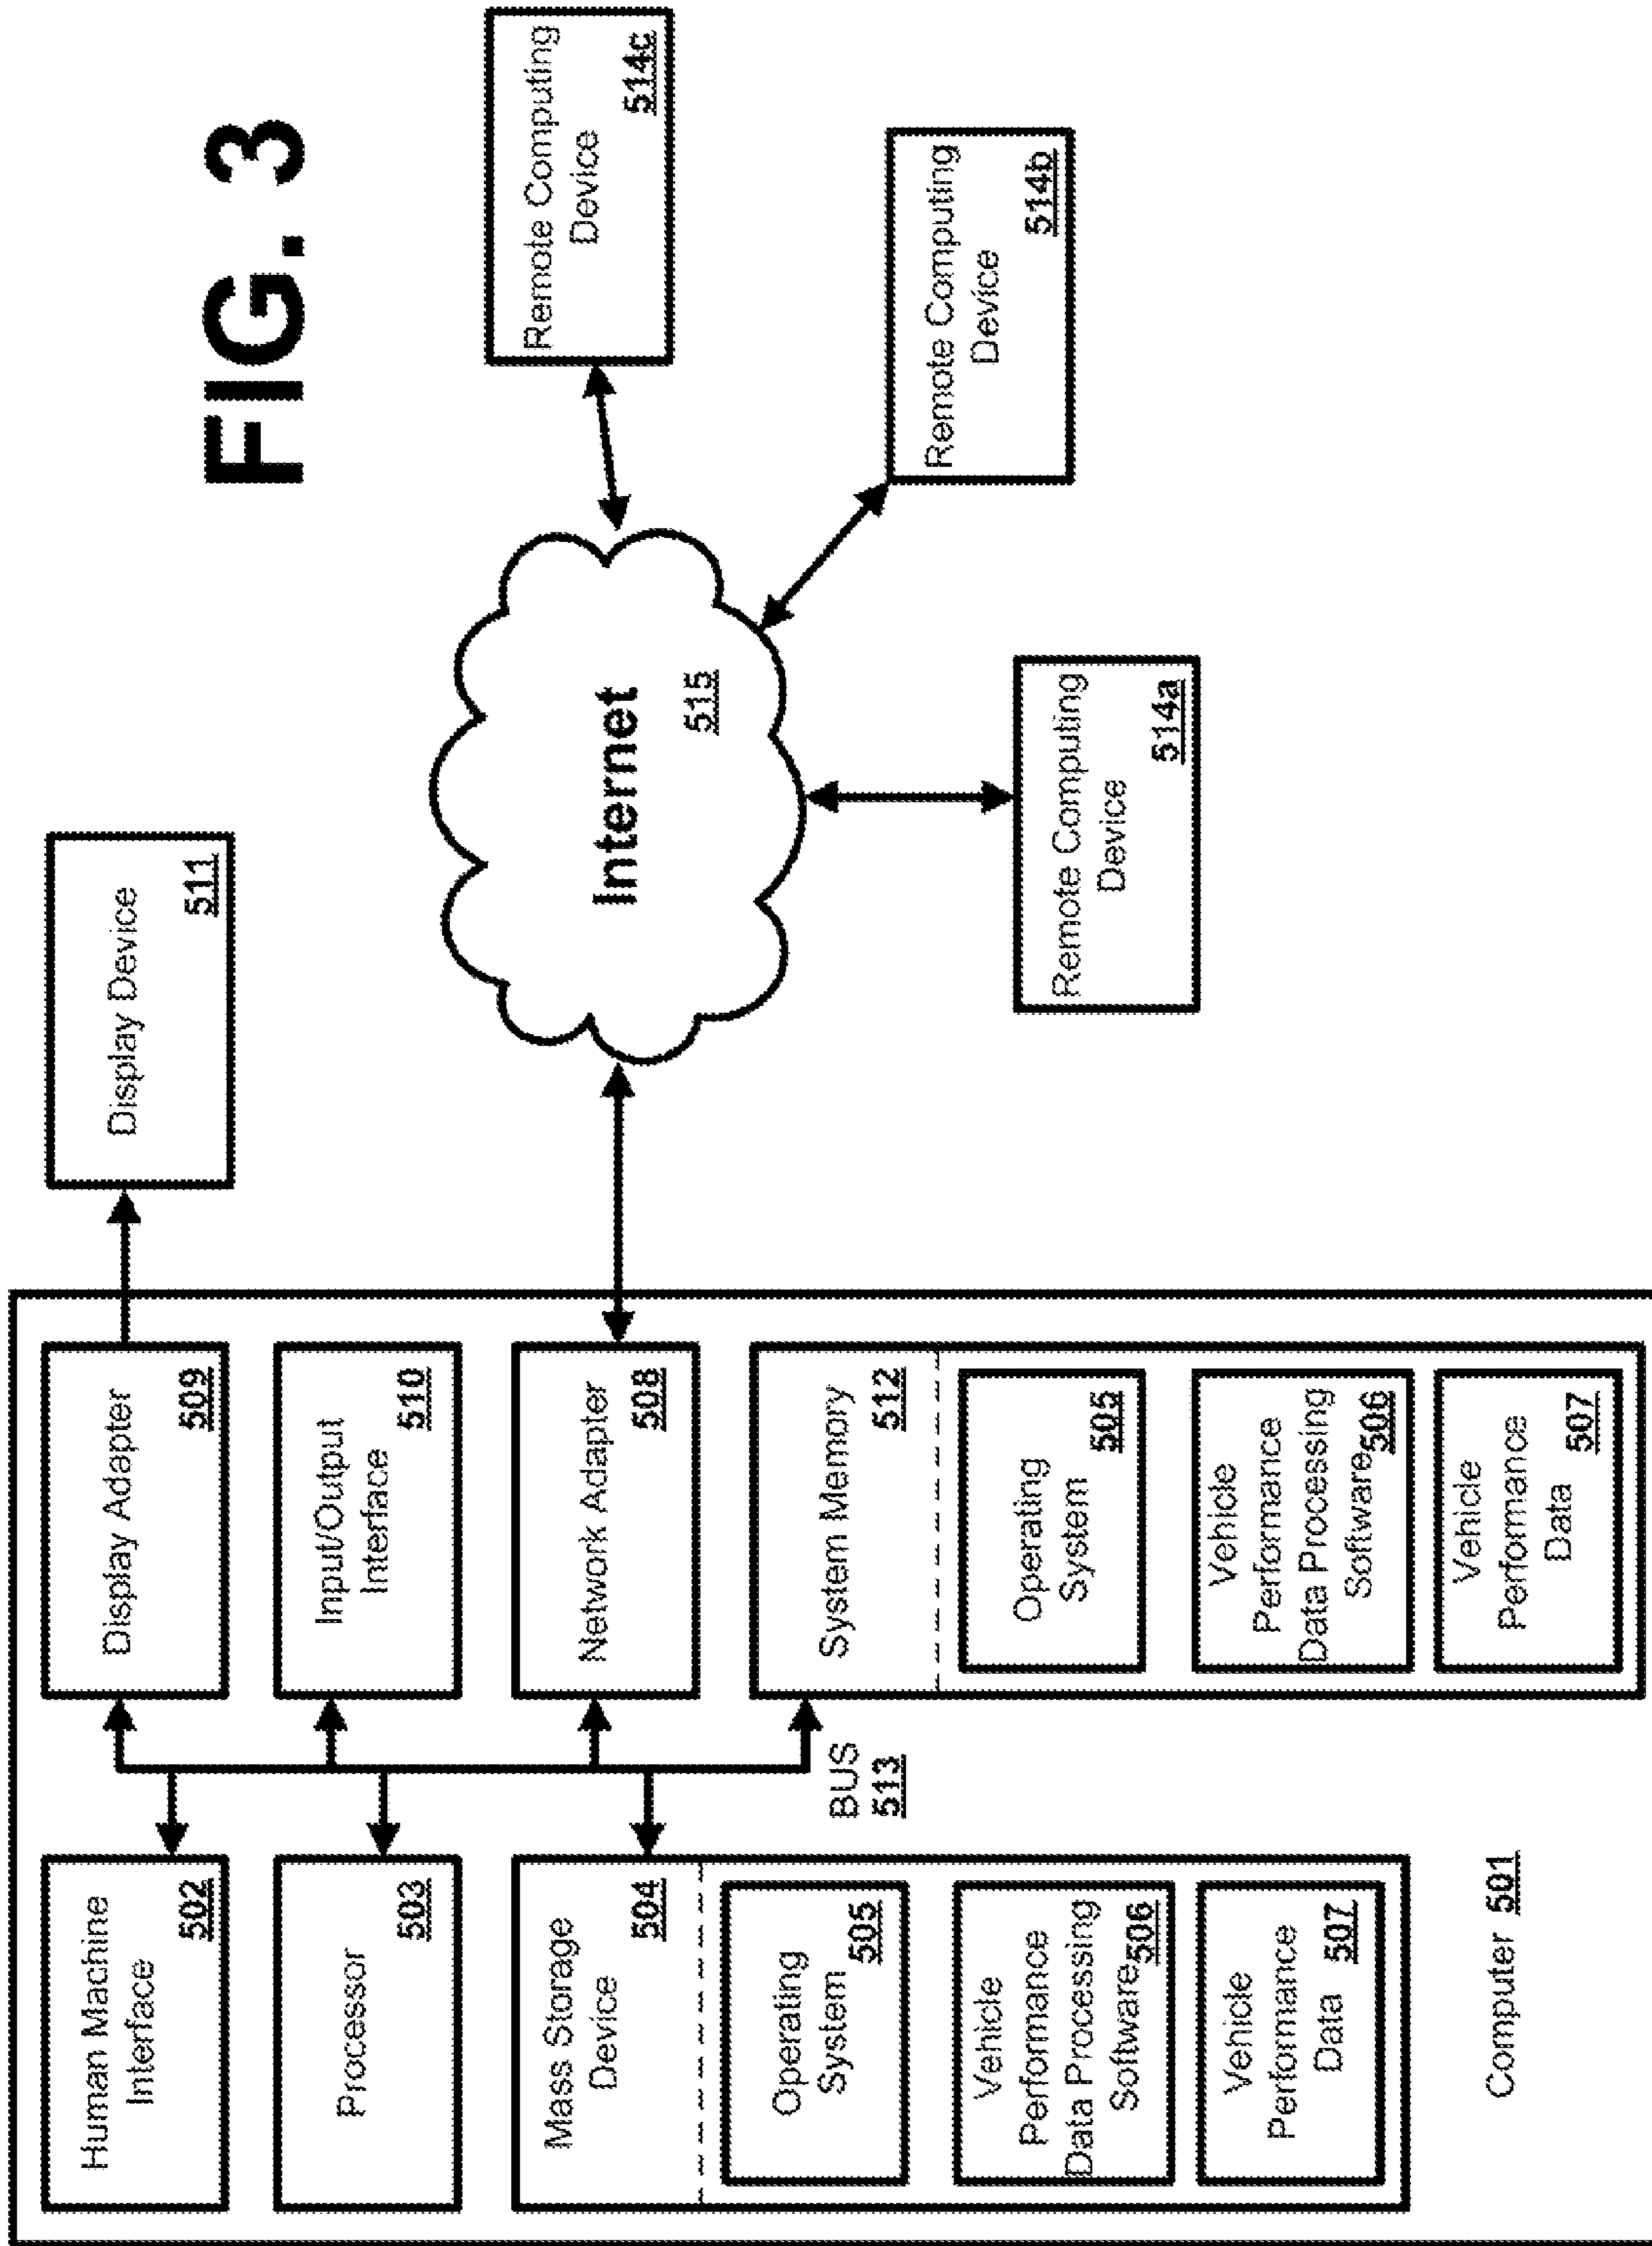 FIG. 3
Human Machine
Interface
502
Processor
503
Mass Storage
Device
504
Operating
System
505
Vehicle
Performance
Data Processing
Software 506
Vehicle
Performance
Data
507
Computer 501
BUS
513
Display Adapter
509
Input/Output
Interface
510
Network Adapter
508
System Memory
512
Operating
System
505
Vehicle
Performance
Data Processing
Software 506
Vehicle
Performance
Data
507
Display Device
511
Internet
515
Remote Computing
Device
514a
Remote Computing
Device
514b
Remote Computing
Device
514c